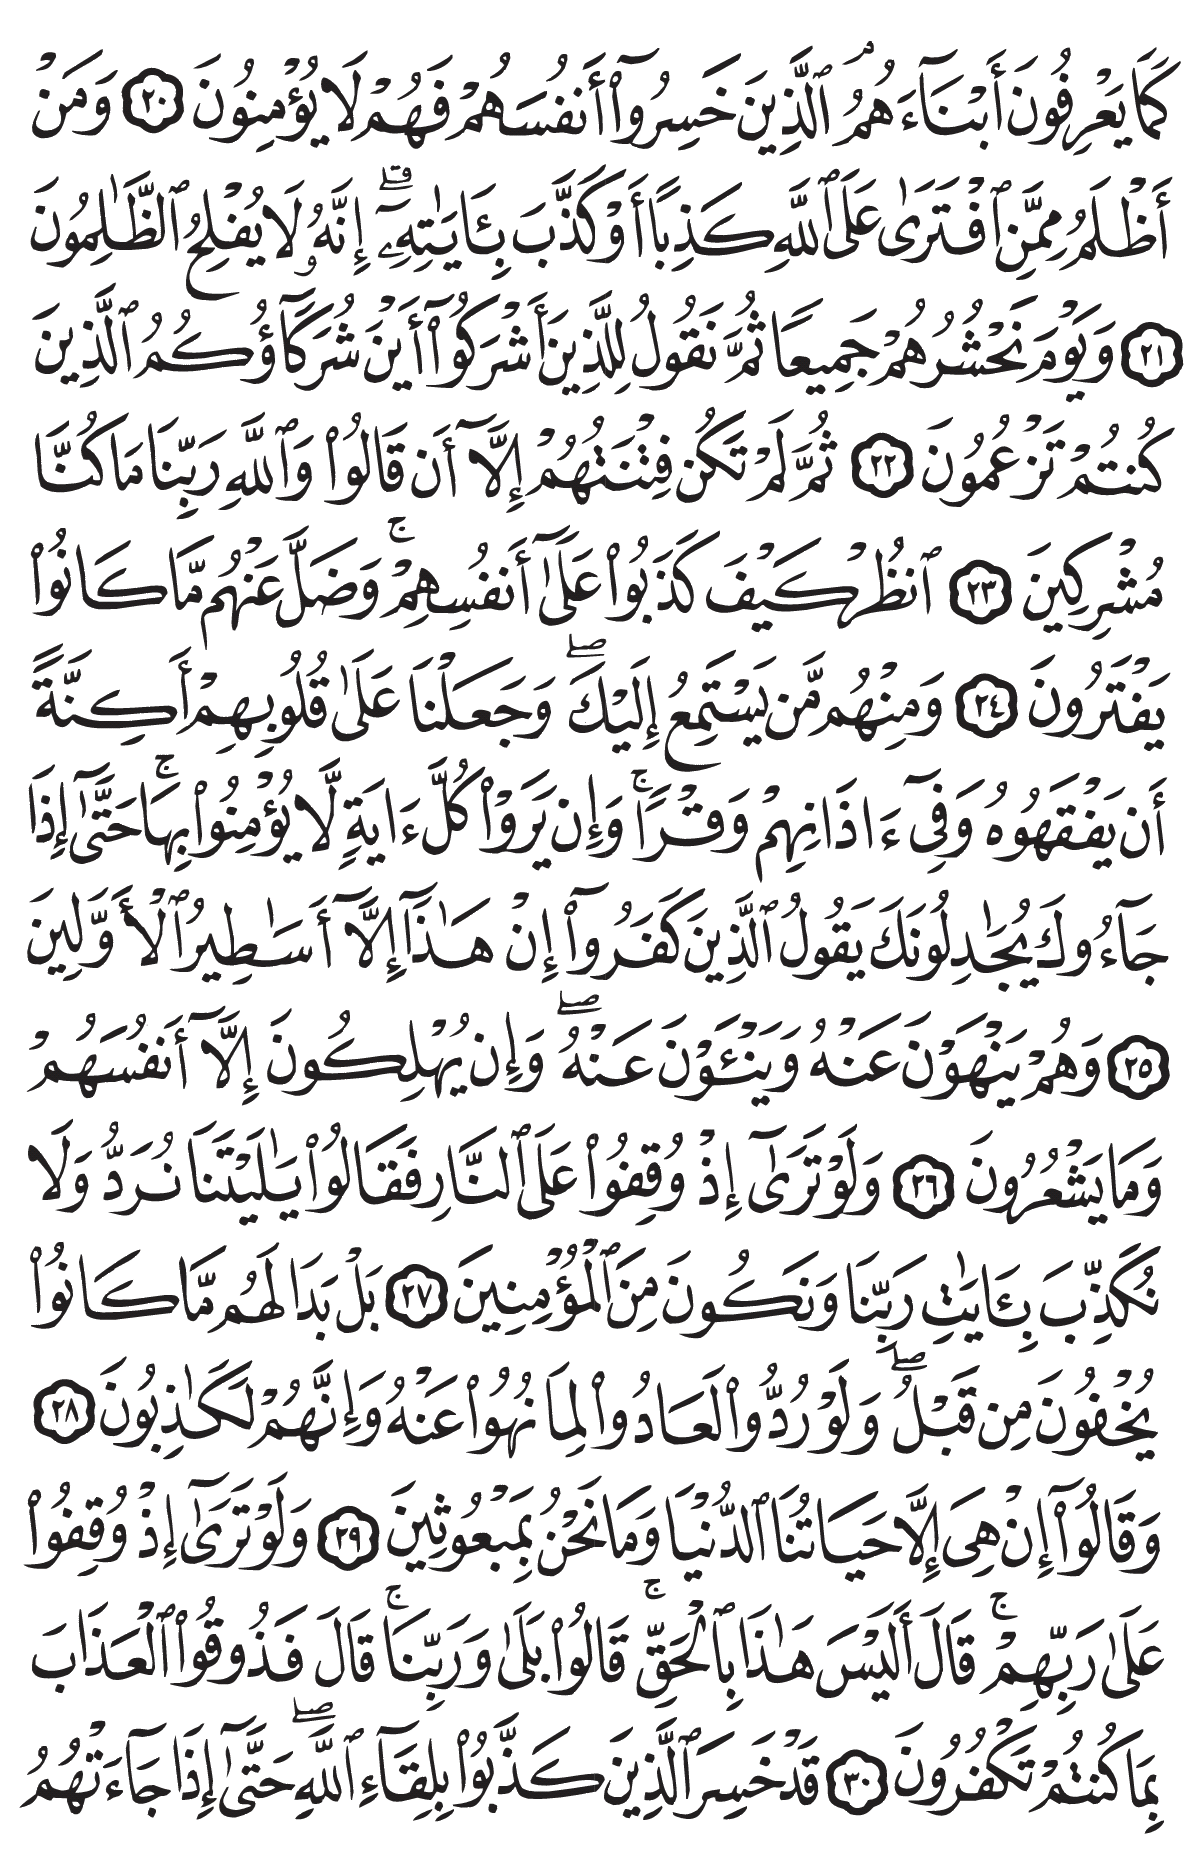 كَمَا يَعْرِفُونَ أَبْنَآءَهُمُ ٱلَّذِينَ خَسِرُوٓا۟ أَنفُسَهُمْ فَهُمْ لَا يُؤْمِنُونَ ٢٠ وَمَنْ
أَظْلَمُ مِمَّنِ ٱفْتَرَىٰ عَلَى ٱللَّهِ كَذِبًا أَوْ كَذَّبَ بِـَٔايَـٰتِهِۦٓ ۗ إِنَّهُۥ لَا يُفْلِحُ ٱلظَّـٰلِمُونَ
٢١ وَيَوْمَ نَحْشُرُهُمْ جَمِيعًا ثُمَّ نَقُولُ لِلَّذِينَ أَشْرَكُوٓا۟ أَيْنَ شُرَكَآؤُكُمُ ٱلَّذِينَ
كُنتُمْ تَزْعُمُونَ ٢٢ ثُمَّ لَمْ تَكُن فِتْنَتُهُمْ إِلَّآ أَن قَالُوا۟ وَٱللَّهِ رَبِّنَا مَا كُنَّا
مُشْرِكِينَ ٢٣ ٱنظُرْ كَيْفَ كَذَبُوا۟ عَلَىٰٓ أَنفُسِهِمْ ۚ وَضَلَّ عَنْهُم مَّا كَانُوا۟
يَفْتَرُونَ ٢٤ وَمِنْهُم مَّن يَسْتَمِعُ إِلَيْكَ ۖ وَجَعَلْنَا عَلَىٰ قُلُوبِهِمْ أَكِنَّةً
أَن يَفْقَهُوهُ وَفِىٓ ءَاذَانِهِمْ وَقْرًا ۚ وَإِن يَرَوْا۟ كُلَّ ءَايَةٍ لَّا يُؤْمِنُوا۟ بِهَا ۚ حَتَّىٰٓ إِذَا
جَآءُوكَ يُجَـٰدِلُونَكَ يَقُولُ ٱلَّذِينَ كَفَرُوٓا۟ إِنْ هَـٰذَآ إِلَّآ أَسَـٰطِيرُ ٱلْأَوَّلِينَ
٢٥ وَهُمْ يَنْهَوْنَ عَنْهُ وَيَنْـَٔوْنَ عَنْهُ ۖ وَإِن يُهْلِكُونَ إِلَّآ أَنفُسَهُمْ
وَمَا يَشْعُرُونَ ٢٦ وَلَوْ تَرَىٰٓ إِذْ وُقِفُوا۟ عَلَى ٱلنَّارِ فَقَالُوا۟ يَـٰلَيْتَنَا نُرَدُّ وَلَا
نُكَذِّبَ بِـَٔايَـٰتِ رَبِّنَا وَنَكُونَ مِنَ ٱلْمُؤْمِنِينَ ٢٧ بَلْ بَدَا لَهُم مَّا كَانُوا۟
يُخْفُونَ مِن قَبْلُ ۖ وَلَوْ رُدُّوا۟ لَعَادُوا۟ لِمَا نُهُوا۟ عَنْهُ وَإِنَّهُمْ لَكَـٰذِبُونَ ٢٨
وَقَالُوٓا۟ إِنْ هِىَ إِلَّا حَيَاتُنَا ٱلدُّنْيَا وَمَا نَحْنُ بِمَبْعُوثِينَ ٢٩ وَلَوْ تَرَىٰٓ إِذْ وُقِفُوا۟
عَلَىٰ رَبِّهِمْ ۚ قَالَ أَلَيْسَ هَـٰذَا بِٱلْحَقِّ ۚ قَالُوا۟ بَلَىٰ وَرَبِّنَا ۚ قَالَ فَذُوقُوا۟ ٱلْعَذَابَ
بِمَا كُنتُمْ تَكْفُرُونَ ٣٠ قَدْ خَسِرَ ٱلَّذِينَ كَذَّبُوا۟ بِلِقَآءِ ٱللَّهِ ۖ حَتَّىٰٓ إِذَا جَآءَتْهُمُ